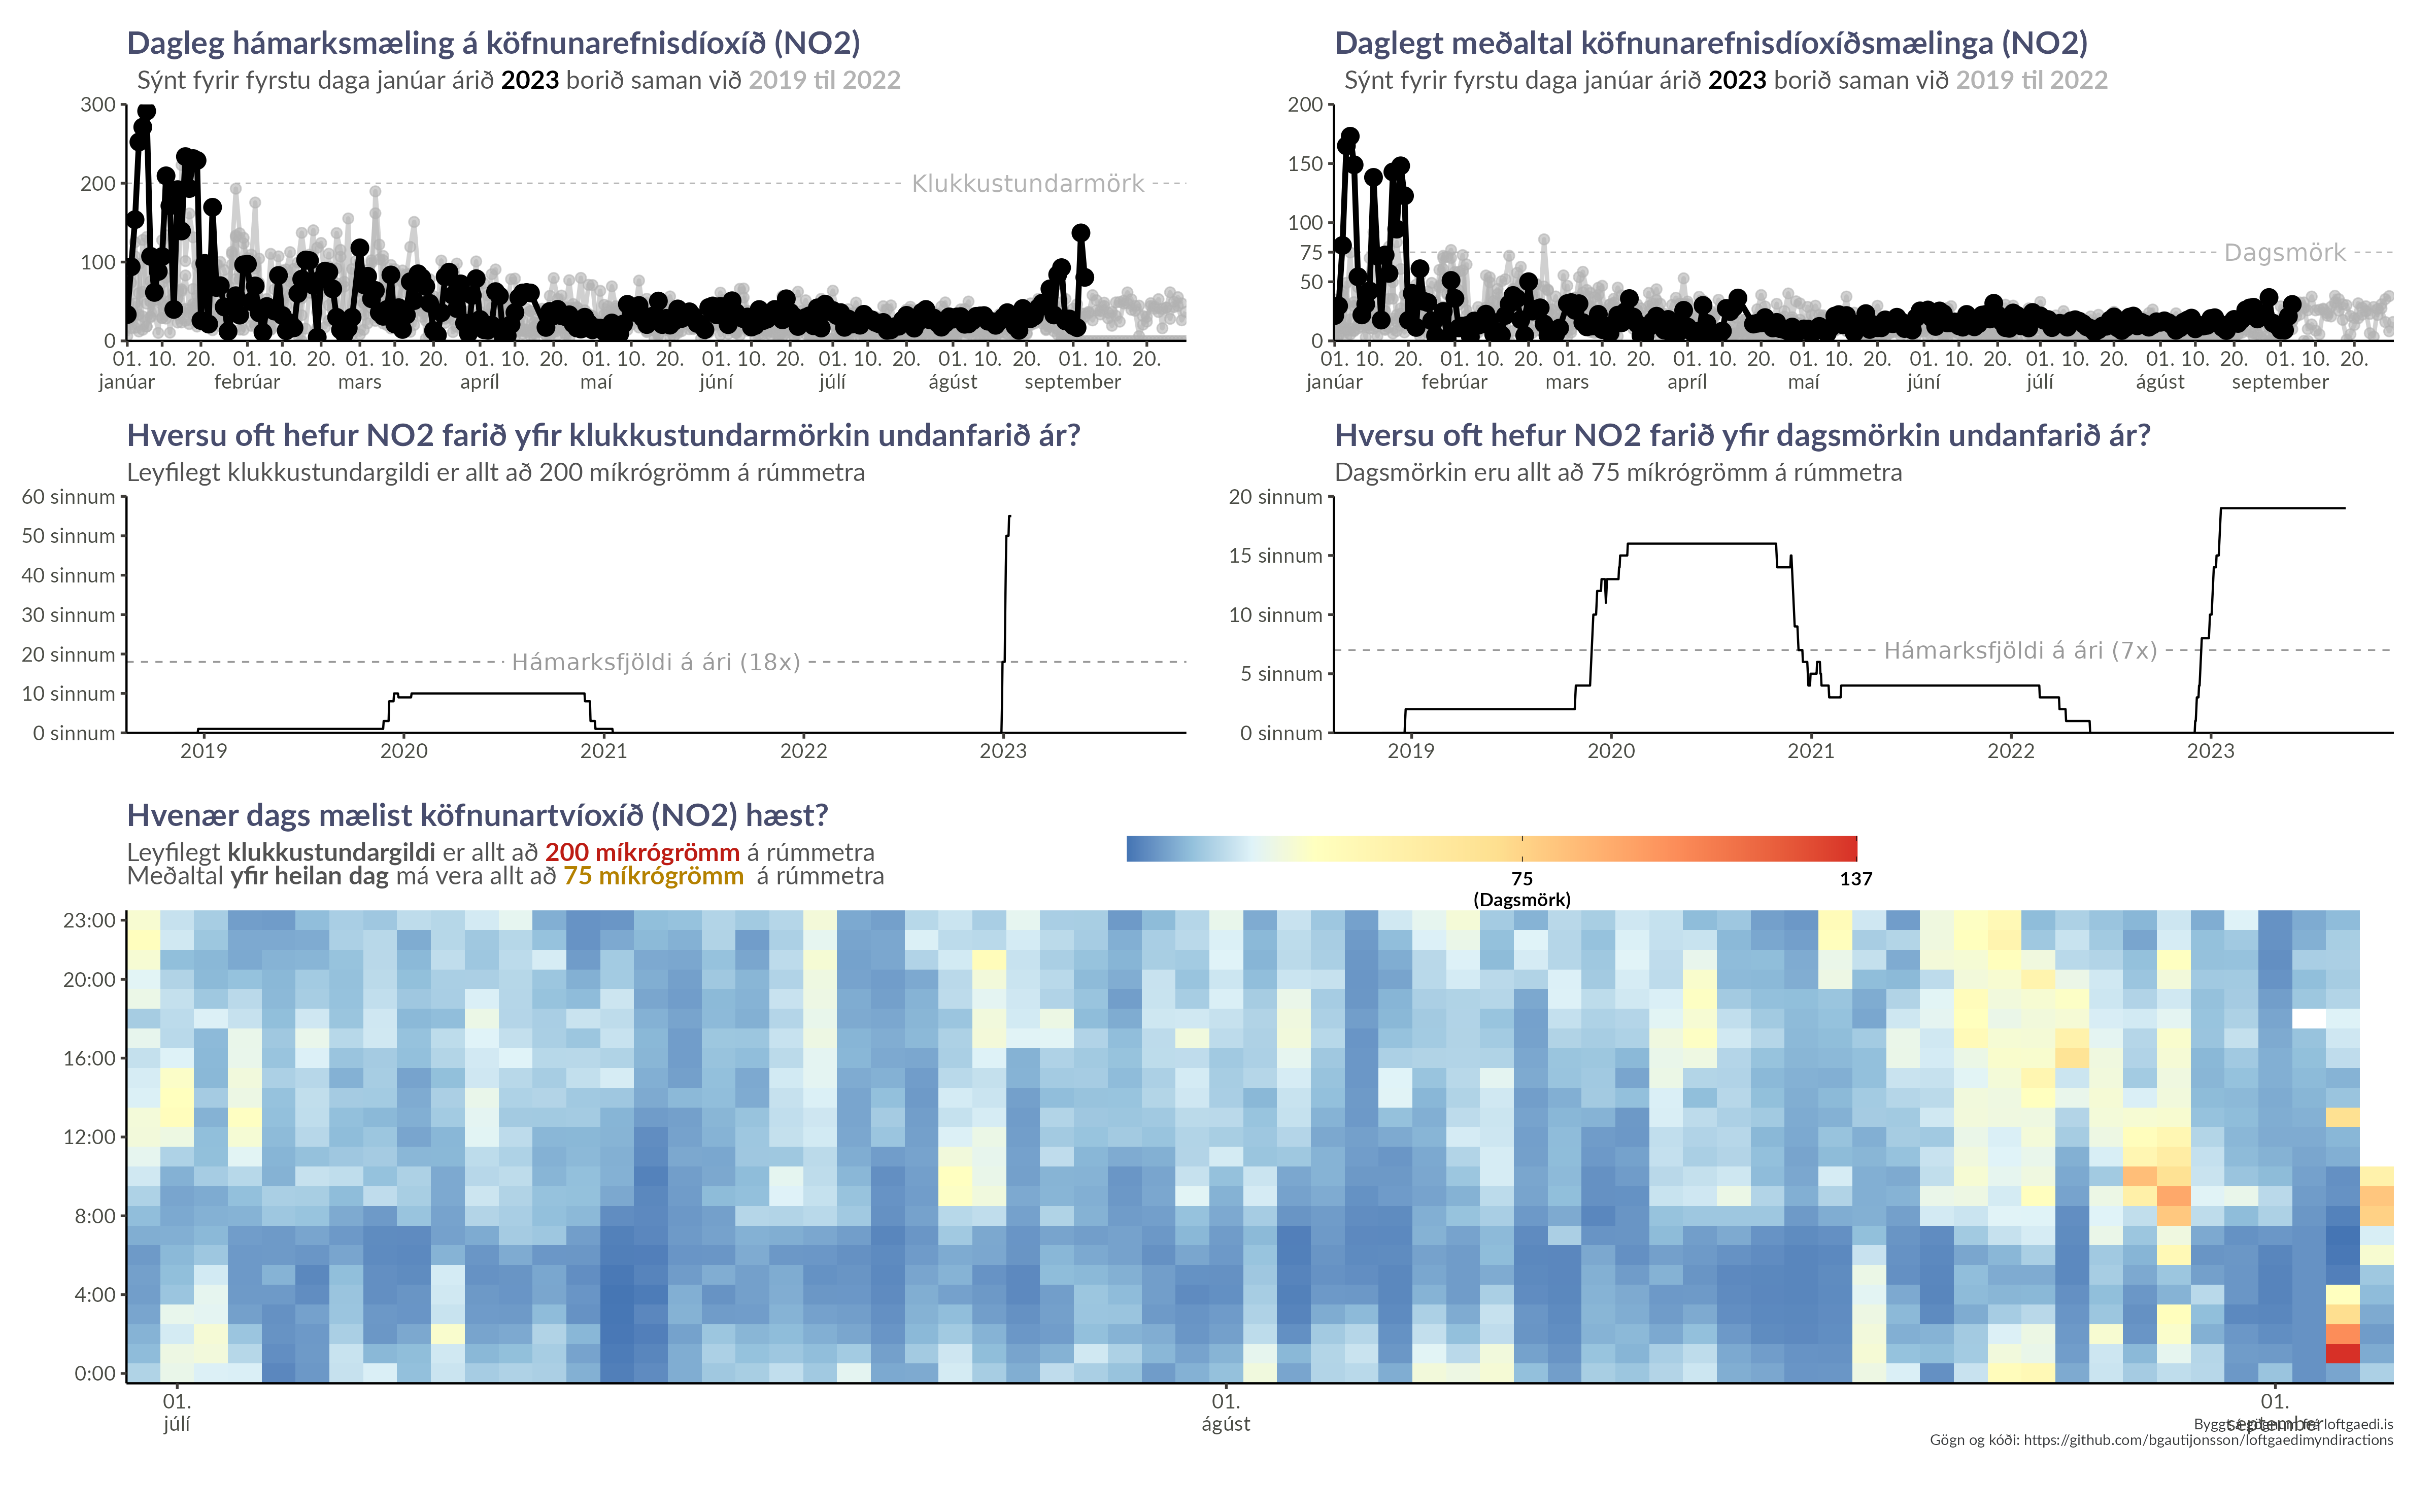 Dagleg hámarksmæling á köfnunarefnisdíoxíð (NO2)
Sýnt fyrir fyrstu daga janúar árið 2023 borið saman við 2019 til 2022
300
200
100
0
Klukkustundarmörk
01. 10. 20. 01. 10. 20. 01. 10. 20. 01. 10. 20. 01. 10. 20. 01. 10. 20. 01. 10. 20. 01. 10. 20. 01. 10. 20.
janúar febrúar mars apríl maí júní júlí ágúst september
Daglegt meðaltal köfnunarefnisdíoxíðsmælinga (NO2)
Sýnt fyrir fyrstu daga janúar árið 2023 borið saman við 2019 til 2022
200
150
100
75
50
0
Dagsmörk
01. 10. 20. 01. 10. 20. 01. 10. 20. 01. 10. 20. 01. 10. 20. 01. 10. 20. 01. 10. 20. 01. 10. 20. 01. 10. 20.
janúar febrúar mars apríl maí júní júlí ágúst september
Hversu oft hefur NO2 farið yfir klukkustundarmörkin undanfarið ár?
Leyfilegt klukkustundargildi er allt að 200 míkrógrömm á rúmmetra
60 sinnum
50 sinnum
40 sinnum
30 sinnum
20 sinnum
10 sinnum
0 sinnum
Hámarksfjöldi á ári (18x)
2019 2020 2021 2022 2023
Hversu oft hefur NO2 farið yfir dagsmörkin undanfarið ár?
Dagsmörkin eru allt að 75 míkrógrömm á rúmmetra
20 sinnum
15 sinnum
10 sinnum
5 sinnum
0 sinnum
Hámarksfjöldi á ári (7x)
2019 2020 2021 2022 2023
Hvenær dags mælist köfnunartvíoxíð (NO2) hæst?
Leyfilegt klukkustundargildi er allt að 200 míkrógrömm á rúmmetra
Meðaltal yfir heilan dag má vera allt að 75 míkrógrömm á rúmmetra
75 137
(Dagsmörk)
23:00
20:00
16:00
12:00
8:00
4:00
0:00
01. 01. 01.
júlí ágúst september
Byggt á gögnum frá loftgaedi.is
Gögn og kóði: https://github.com/bgautijonsson/loftgaedimyndiractions